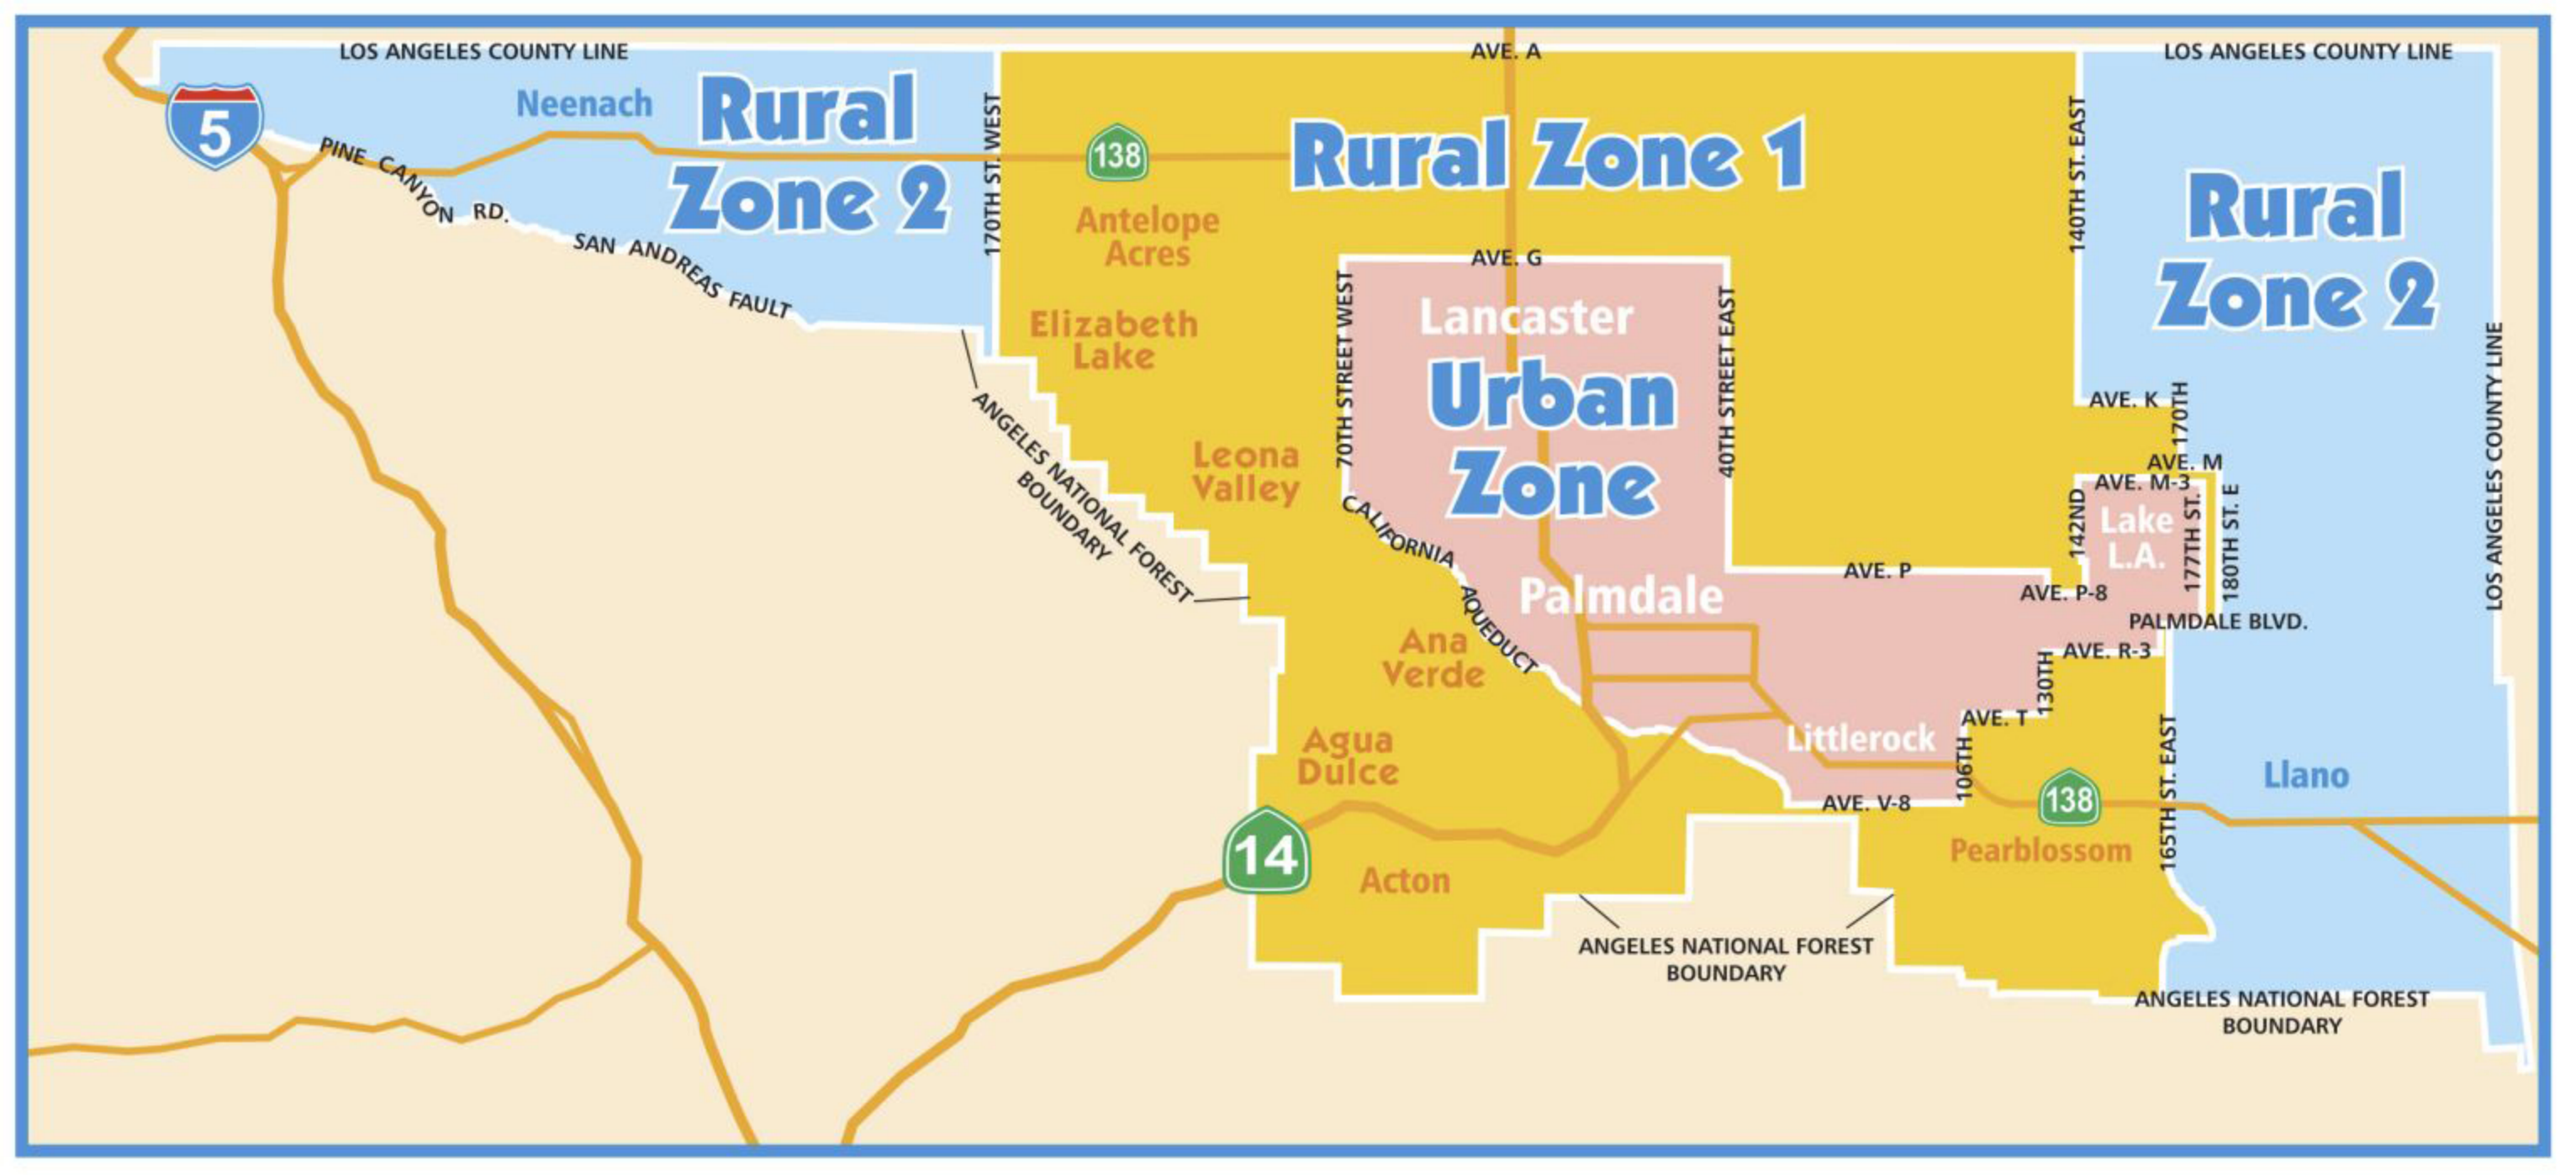 LOS ANGELES COUNTY LINE
AVE. A
LOS ANGELES COUNTY LINE
5
Neenach
Rural
Zone 2
PINE CANYON RD.
SAN ANDREAS FAULT
170TH ST. WEST
138
Rural Zone 1
140TH ST. EAST
Rural
Zone 2
Antelope
Acres
Elizabeth
Lake
AVE. G
70TH STREET WEST
Lancaster
Urban
Zone
40TH STREET EAST
LOS ANGELES COUNTY LINE
AVE. K
170TH
AVE. M
AVE. M-3
Leona
Valley
ANGELES NATIONAL FOREST
BOUNDARY
CALIFORNIA AQUEDUCT
142ND
Lake
L.A.
177TH ST.
180TH ST. E
AVE. P
AVE. P-8
Palmdale
PALMDALE BLVD.
Ana
Verde
AVE. R-3
130TH
AVE. T
Agua
Dulce
Littlerock
106TH
165TH ST. EAST
Llano
AVE. V-8
138
14
Pearblossom
Acton
ANGELES NATIONAL FOREST
BOUNDARY
ANGELES NATIONAL FOREST
BOUNDARY